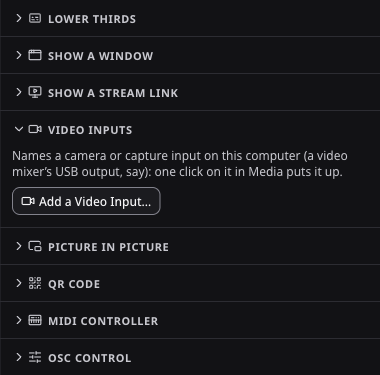 LOWER THIRDS
SHOW A WINDOW
SHOW A STREAM LINK
VIDEO INPUTS
Names a camera or capture input on this computer (a video
mixer’s USB output, say): one click on it in Media puts it up.
Add a Video Input...
PICTURE IN PICTURE
QR CODE
MIDI CONTROLLER
OSC CONTROL